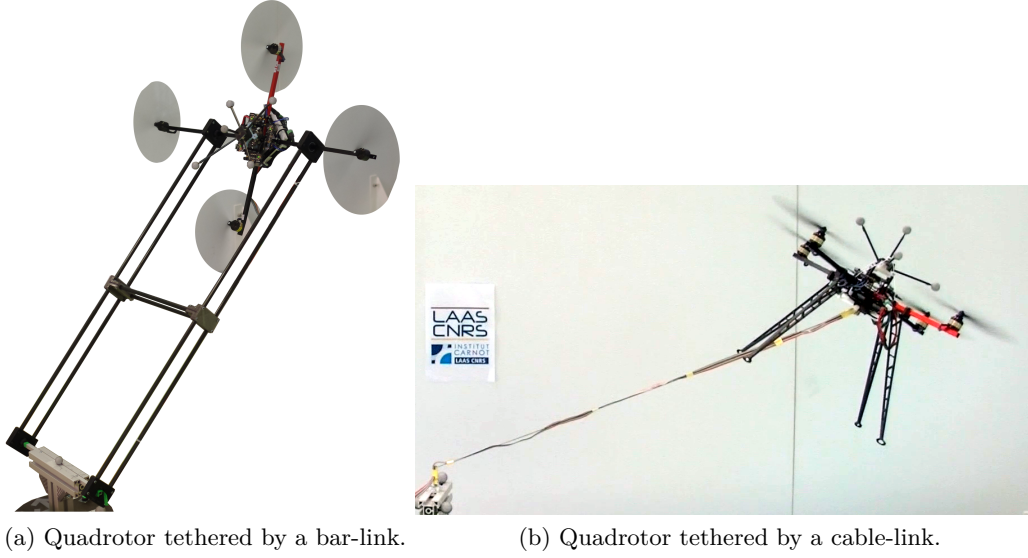 LAAS
CNRS
INSTITUT
CARNOT
LAAS CNRS
(a) Quadrotor tethered by a bar-link.
(b) Quadrotor tethered by a cable-link.